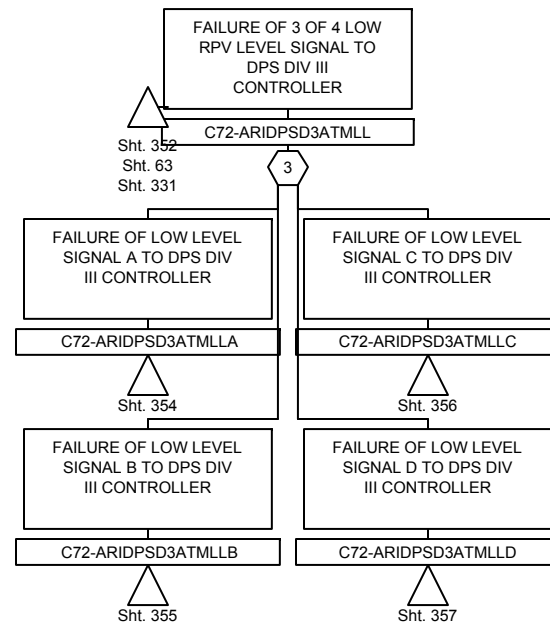 FAILURE OF 3 OF 4 LOW
RPV LEVEL SIGNAL TO
DPS DIV III
CONTROLLER
C72-ARIDPSD3ATMLL
Sht. 352
Sht. 63
Sht. 331
3
FAILURE OF LOW LEVEL
SIGNAL A TO DPS DIV
III CONTROLLER
C72-ARIDPSD3ATMLLA
Sht. 354
FAILURE OF LOW LEVEL
SIGNAL C TO DPS DIV
III CONTROLLER
C72-ARIDPSD3ATMLLC
Sht. 356
FAILURE OF LOW LEVEL
SIGNAL B TO DPS DIV
III CONTROLLER
C72-ARIDPSD3ATMLLB
Sht. 355
FAILURE OF LOW LEVEL
SIGNAL D TO DPS DIV
III CONTROLLER
C72-ARIDPSD3ATMLLD
Sht. 357